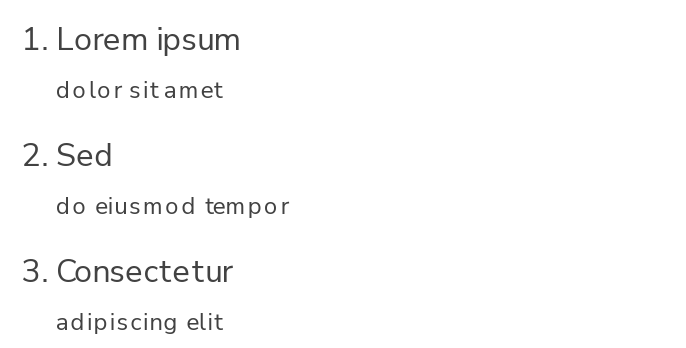 1. Lorem ipsum
dolor sit amet
2. Sed
do eiusmod tempor
3. Consectetur
adipiscing elit